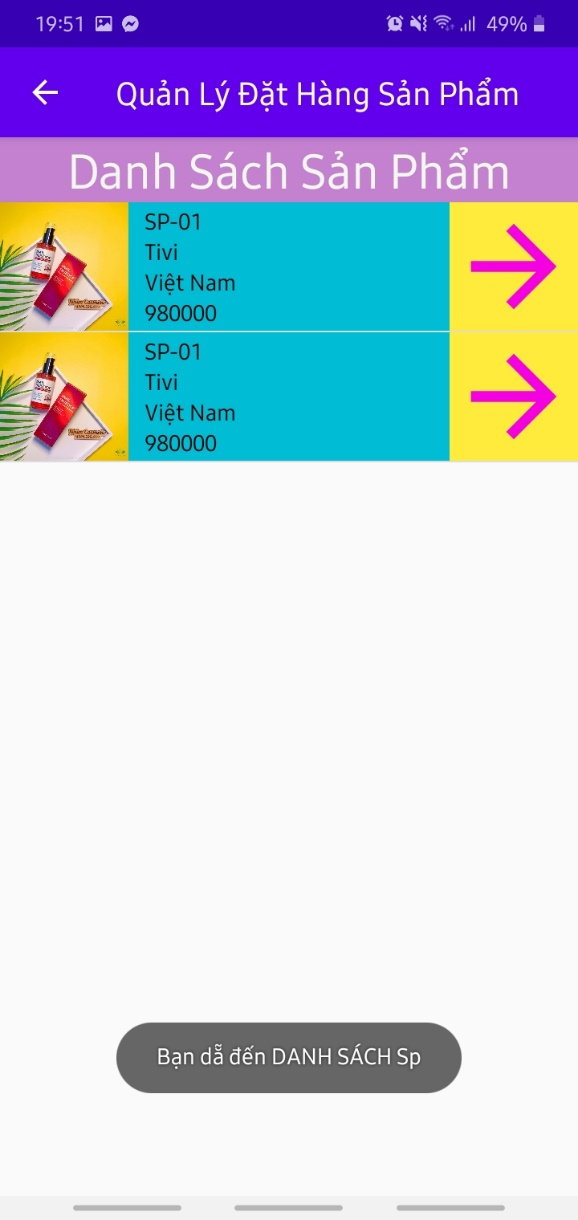 19:51 49%
Quản Lý Đặt Hàng Sản Phẩm
Danh Sách Sản Phẩm
SP-01
Tivi
Việt Nam
980000
SP-01
Tivi
Việt Nam
980000
Bạn dẫ đến DANH SÁCH Sp